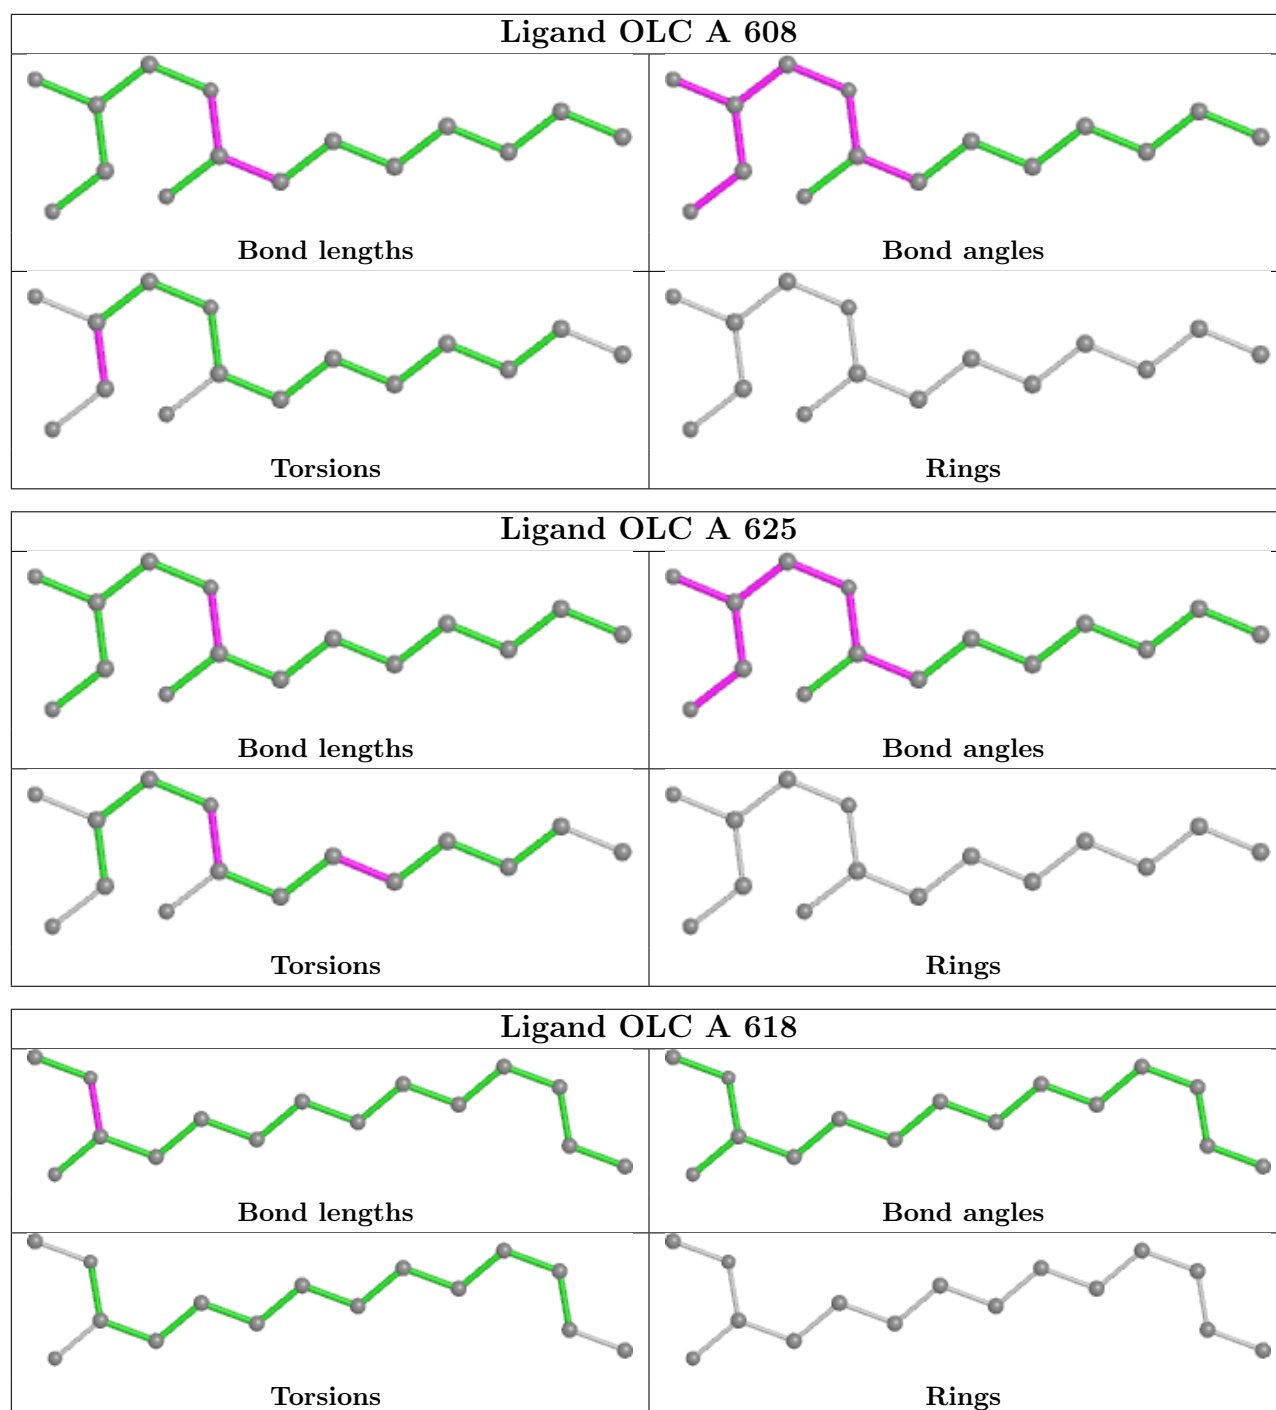 Ligand OLC A 608
Bond lengths
Bond angles
Torsions
Rings
Ligand OLC A 625
Bond lengths
Bond angles
Torsions
Rings
Ligand OLC A 618
Bond lengths
Bond angles
Torsions
Rings